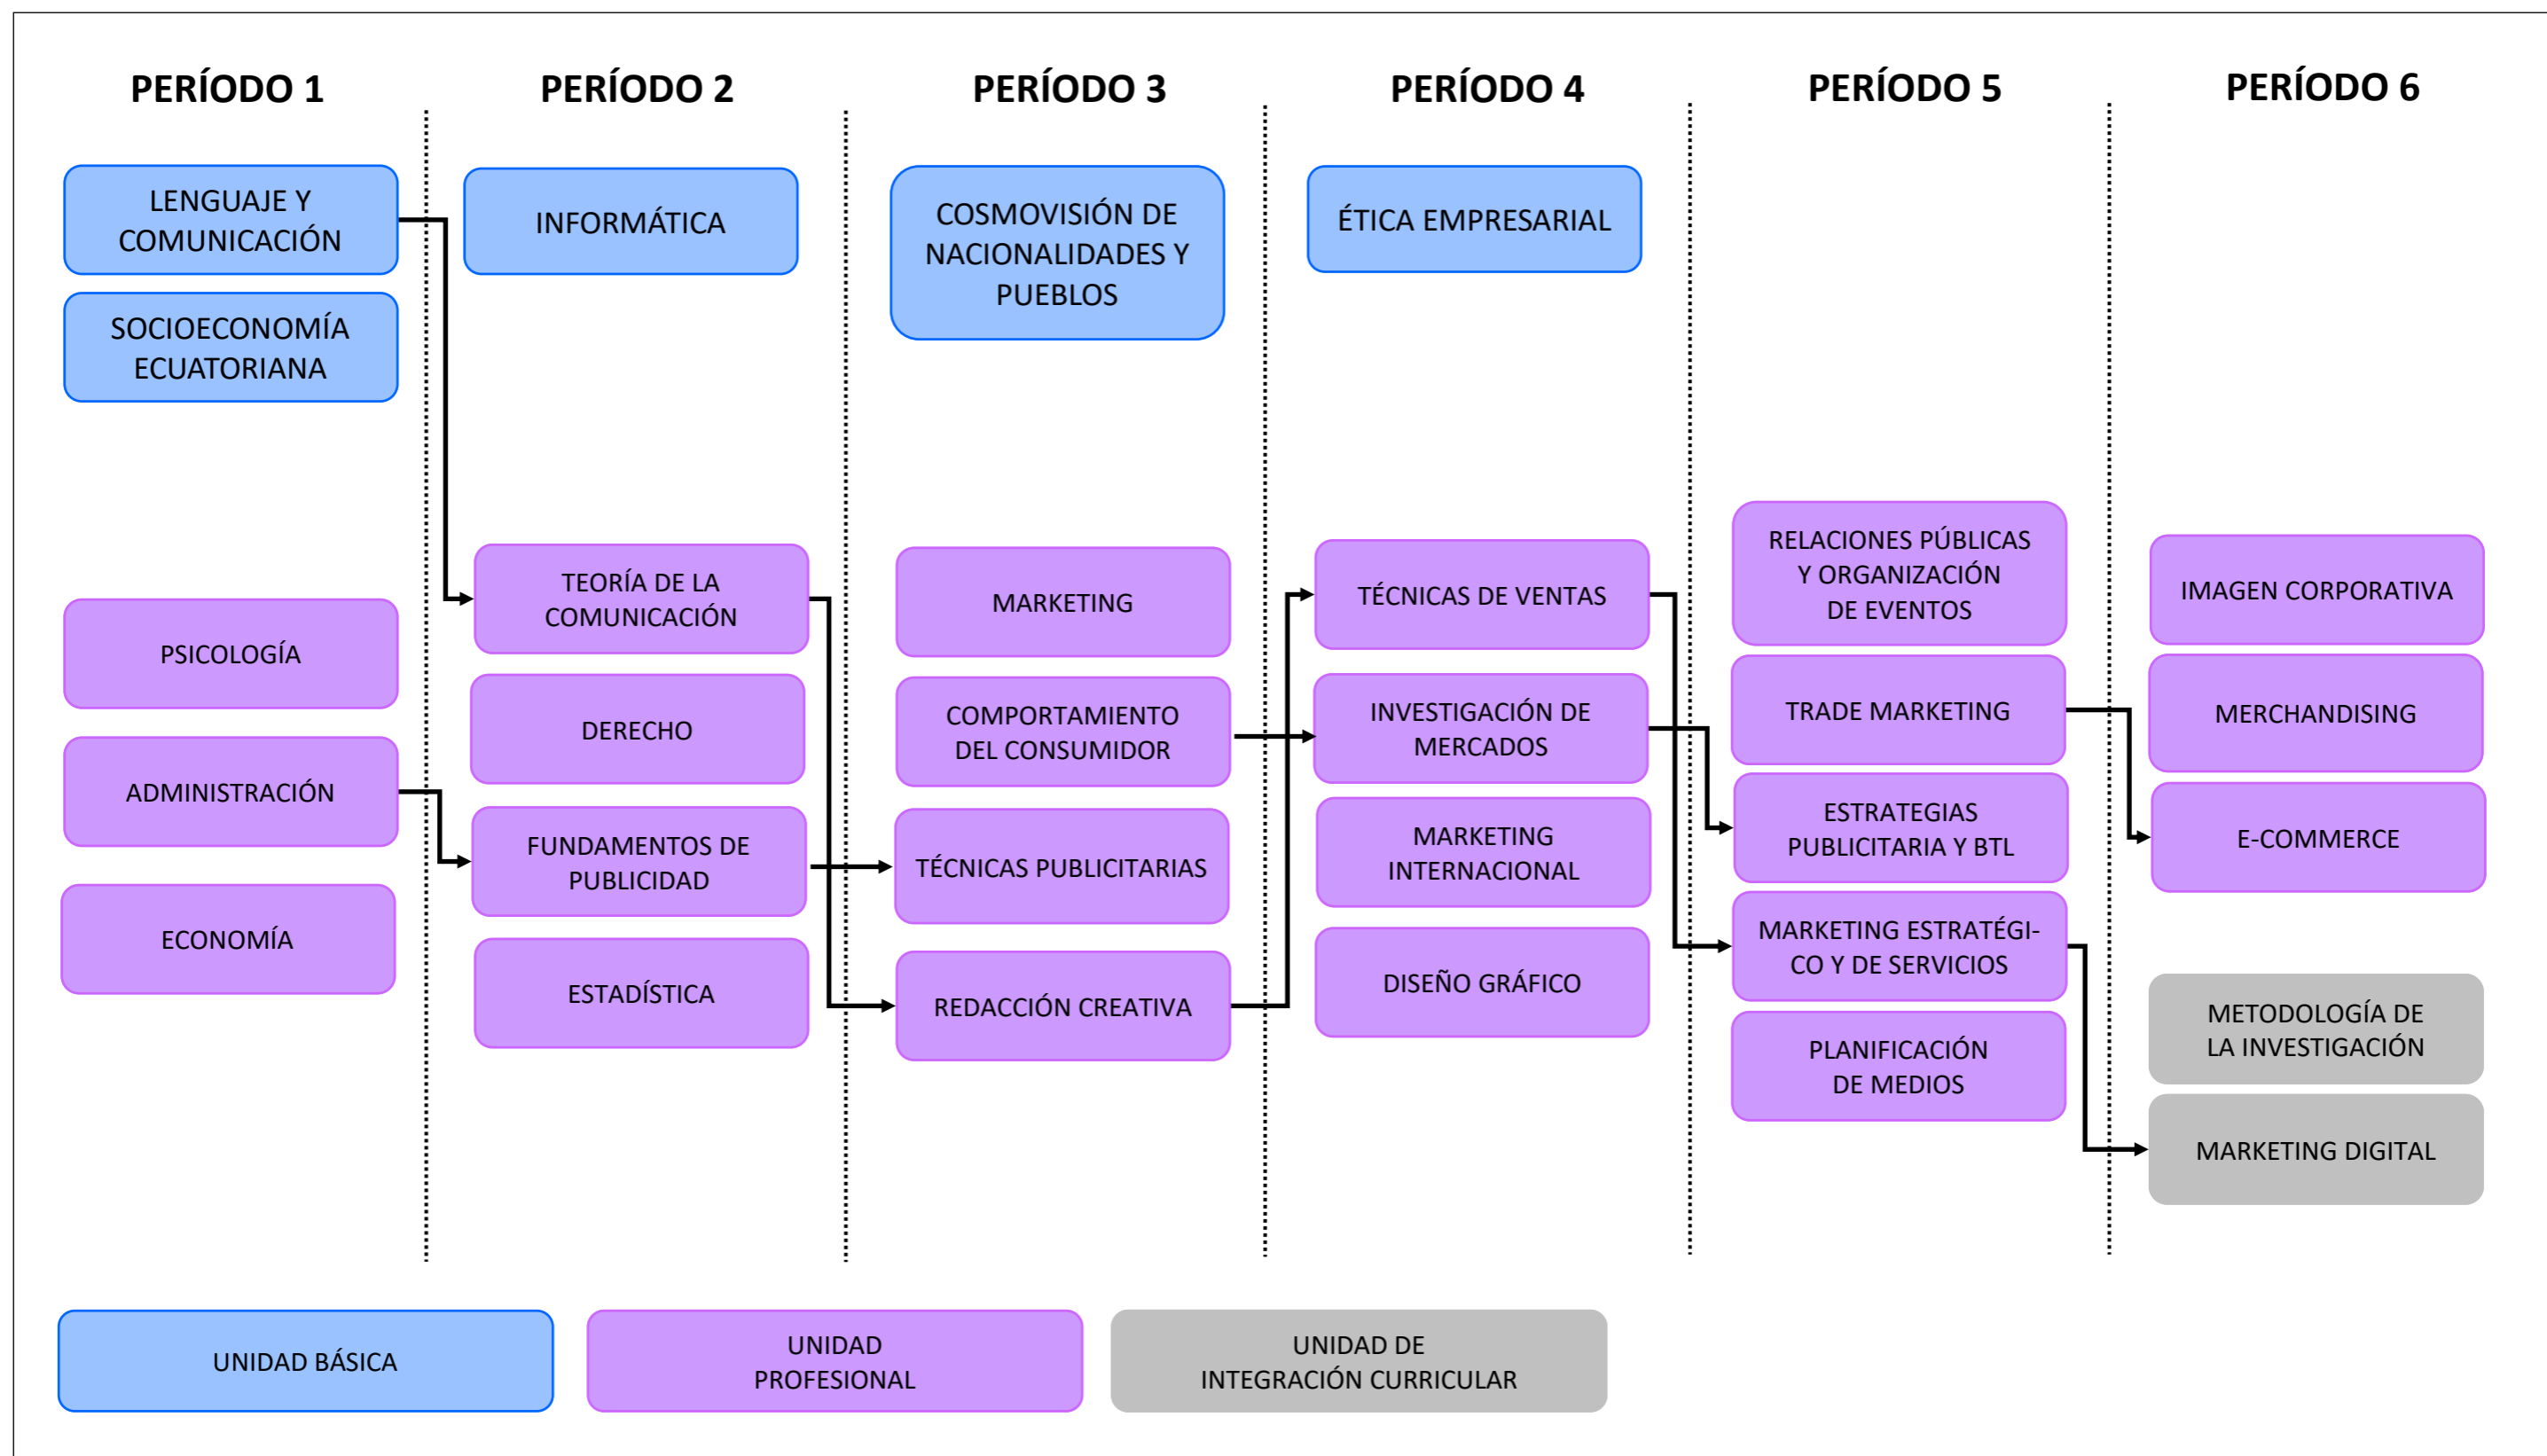 PERÍODO 1
LENGUAJE Y
COMUNICACIÓN
SOCIOECONOMÍA
ECUATORIANA
PSICOLOGÍA
ADMINISTRACIÓN
ECONOMÍA
PERÍODO 2
INFORMÁTICA
TEORÍA DE LA
COMUNICACIÓN
DERECHO
FUNDAMENTOS DE
PUBLICIDAD
ESTADÍSTICA
PERÍODO 3
COSMOVISIÓN DE
NACIONALIDADES Y
PUEBLOS
MARKETING
COMPORTAMIENTO
DEL CONSUMIDOR
TÉCNICAS PUBLICITARIAS
REDACCIÓN CREATIVA
PERÍODO 4
ÉTICA EMPRESARIAL
TÉCNICAS DE VENTAS
INVESTIGACIÓN DE
MERCADOS
MARKETING
INTERNACIONAL
DISEÑO GRÁFICO
PERÍODO 5
RELACIONES PÚBLICAS
Y ORGANIZACIÓN
DE EVENTOS
TRADE MARKETING
ESTRATEGIAS
PUBLICITARIA Y BTL
MARKETING ESTRATÉGI-
CO Y DE SERVICIOS
PLANIFICACIÓN
DE MEDIOS
PERÍODO 6
IMAGEN CORPORATIVA
MERCHANDISING
E-COMMERCE
METODOLOGÍA DE
LA INVESTIGACIÓN
MARKETING DIGITAL
UNIDAD BÁSICA
UNIDAD
PROFESIONAL
UNIDAD DE
INTEGRACIÓN CURRICULAR